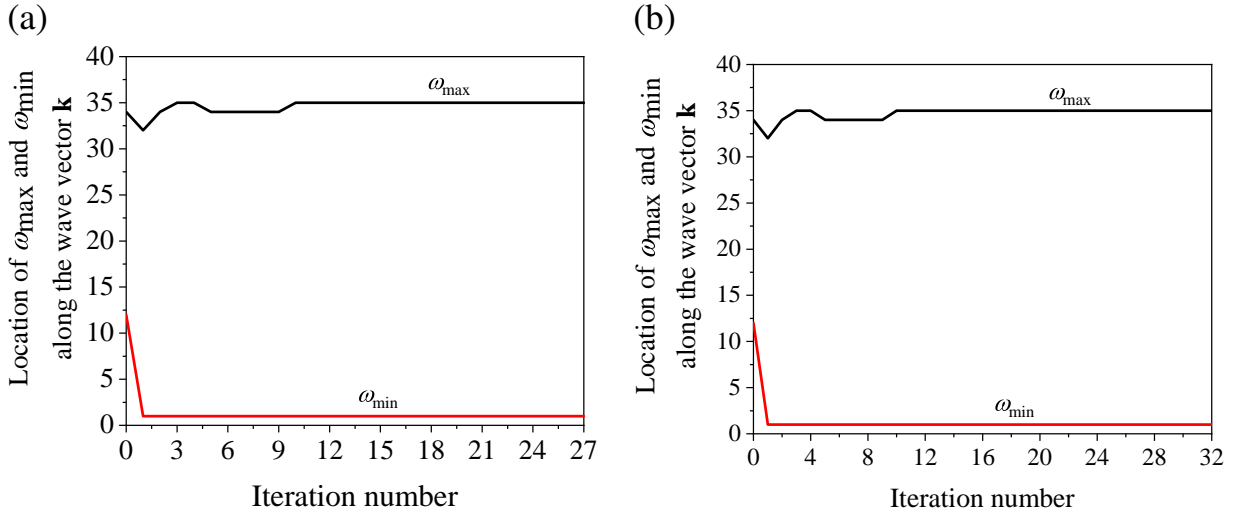 (a)
Location of ωmax and ωmin
along the wave vector k
40
35
30
25
20
15
10
5
0
ωmax
ωmin
0 3 6 9 12 15 18 21 24 27
Iteration number
(b)
Location of ωmax and ωmin
along the wave vector k
40
35
30
25
20
15
10
5
0
ωmax
ωmin
0 4 8 12 16 20 24 28 32
Iteration number